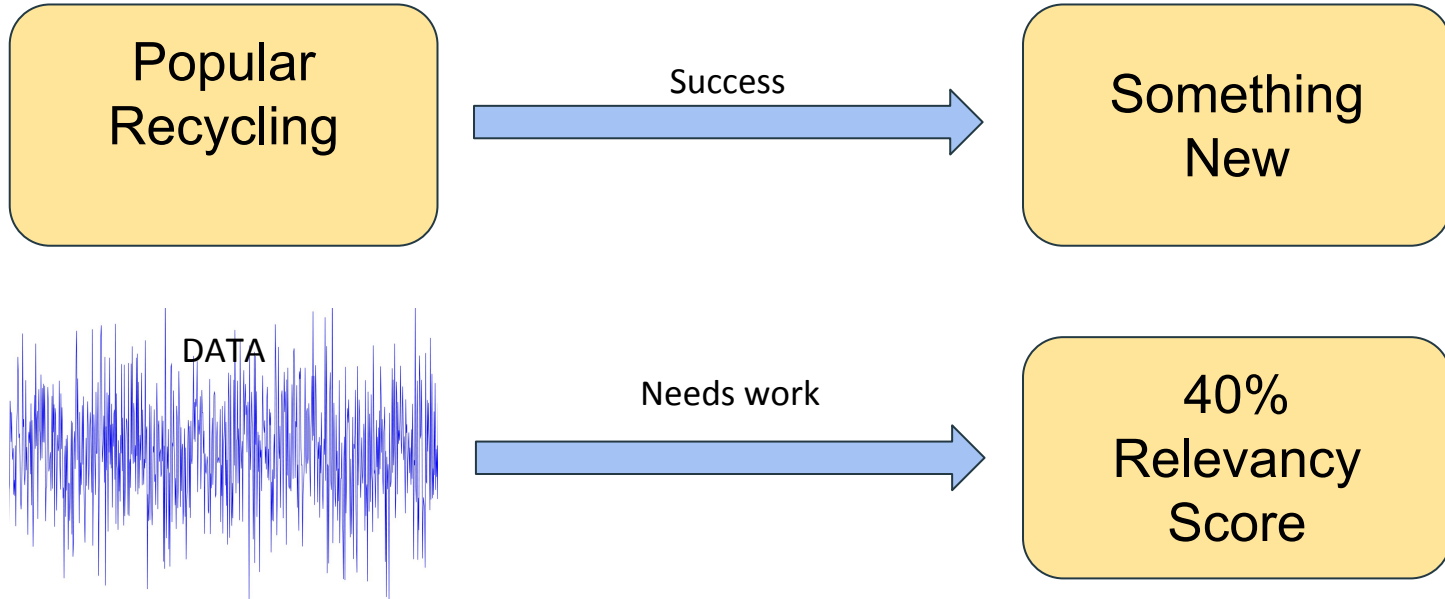 Popular
Recycling
Success
Something
New
DATA
Needs work
40%
Relevancy
Score